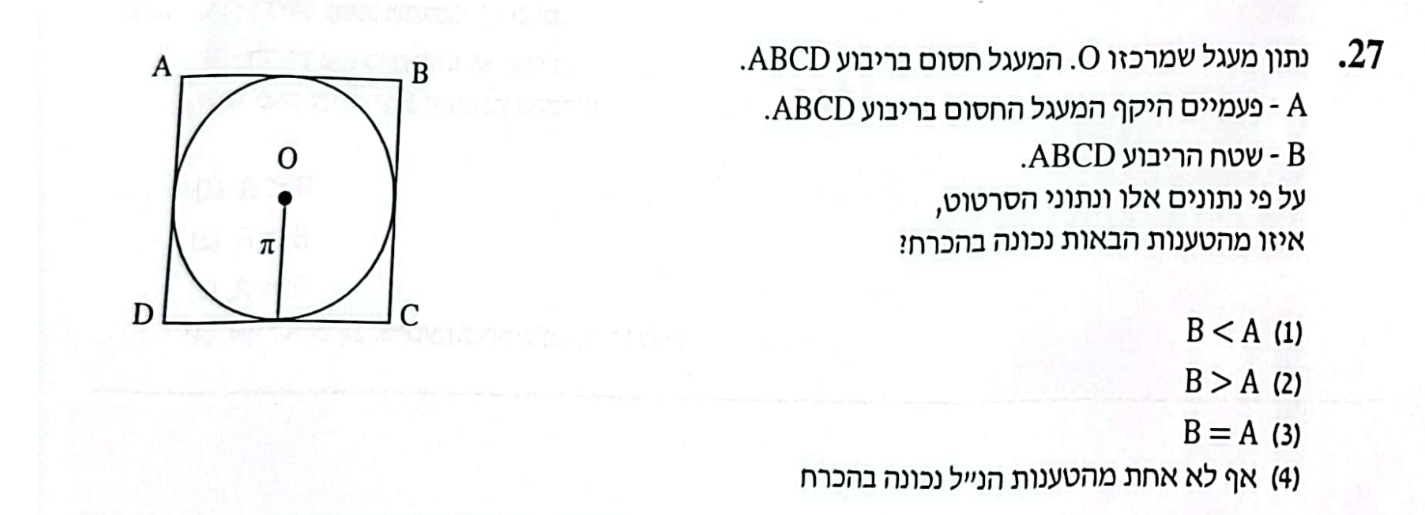 27. נתון מעגל שמרכזו O. המעגל חסום בריבוע ABCD.
A - פעמיים היקף המעגל החסום בריבוע ABCD.
B - שטח הריבוע ABCD.
על פי נתונים אלו ונתוני הסרטוט,
איזו מהטענות הבאות נכונה בהכרח?
(1) B < A
(2) B > A
(3) B = A
(4) אף לא אחת מהטענות הנ״ל נכונה בהכרח
A
B
O
π
D
C